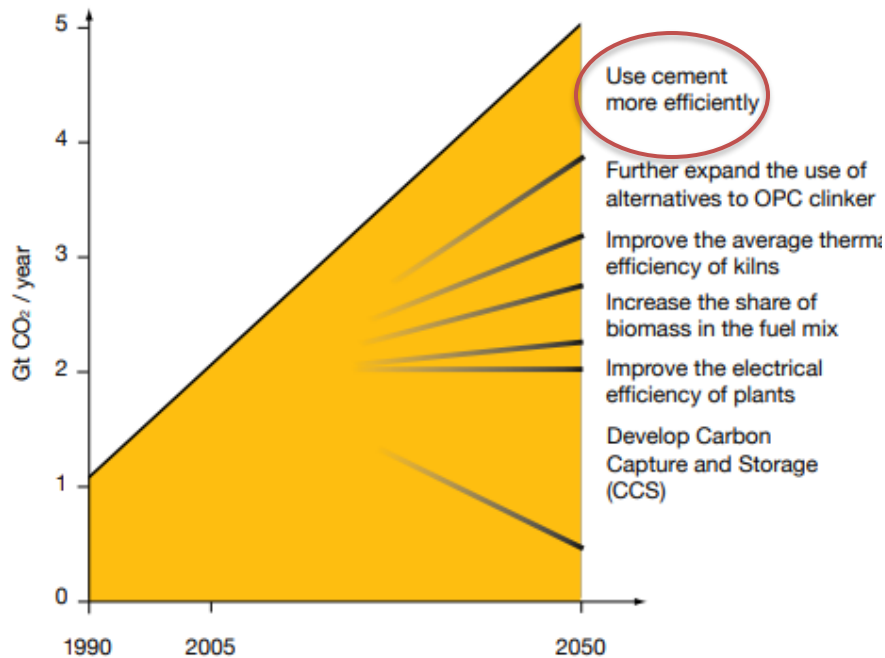 5
4
3
2
1
0
Gt CO₂ / year
1990 2005 2050
Use cement
more efficiently
Further expand the use of
alternatives to OPC clinker
Improve the average therma
efficiency of kilns
Increase the share of
biomass in the fuel mix
Improve the electrical
efficiency of plants
Develop Carbon
Capture and Storage
(CCS)